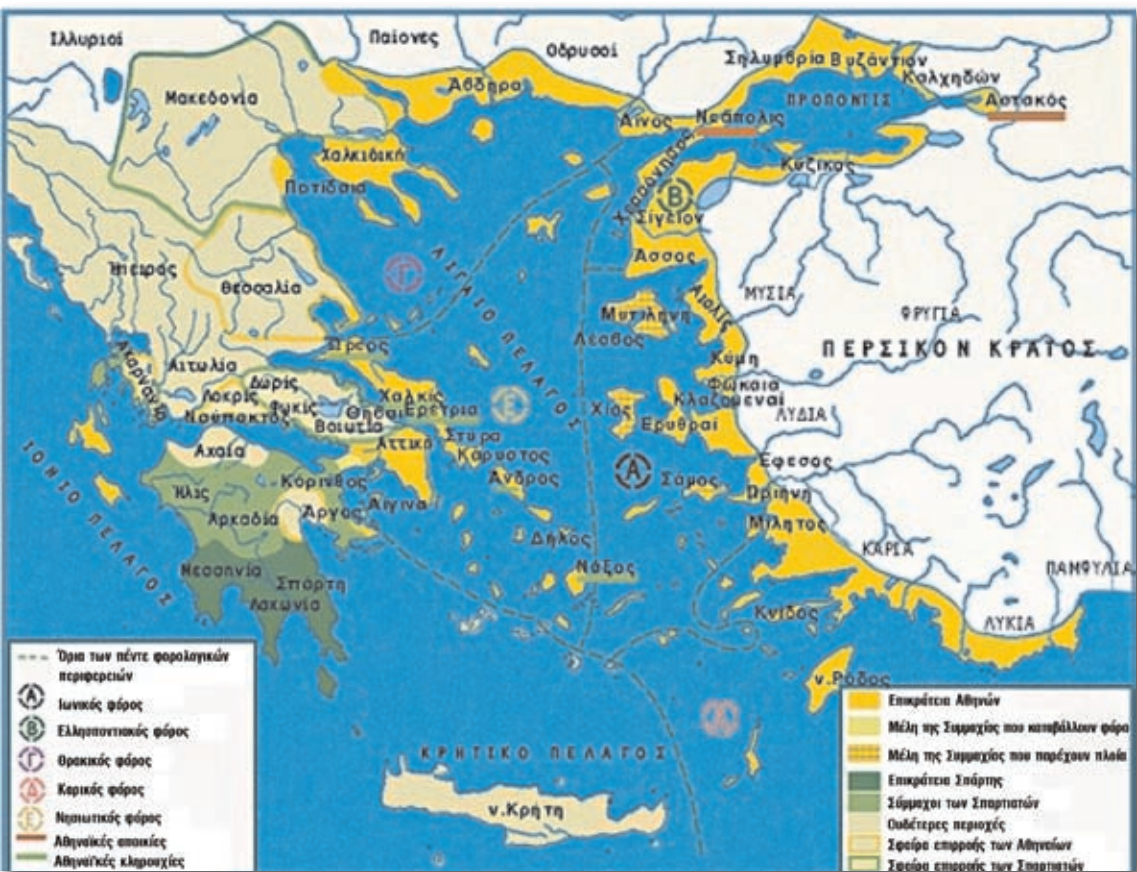 Ιλλυριοί
Παίονες
Οδρυσοί
Σηλυμβρία
Βυζάντιον
Καλχηδών
Αστακός
ΠΡΟΠΟΝΤΙΣ
Μακεδονία
Άβδηρα
Αίνος
Νεάπολις
Χαλκιδική
Κύζικος
Ποτίδαια
Χερσόνησος
Β
Σίγειον
Ήπειρος
Θεσσαλία
Γ
ΑΙΓΑΙΟ ΠΕΛΑΓΟΣ
Άσσος
Αιολίς
ΜΥΣΙΑ
ΦΡΥΓΙΑ
Μυτιλήνη
Λέσβος
ΠΕΡΣΙΚΟΝ ΚΡΑΤΟΣ
Ωρεός
Ακαρνανία
Αιτωλία
Δωρίς
Λοκρίς
Φωκίς
Ναύπακτος
Θήβαι
Βοιωτία
Χαλκίς
Ερέτρια
Ε
Κύμη
Φώκαια
Κλαζομεναί
Χίος
Ερυθραί
ΛΥΔΙΑ
Στύρα
Κάρυστος
Αττική
Αχαΐα
ΙΟΝΙΟ ΠΕΛΑΓΟΣ
Ήλις
Κόρινθος
Αρκαδία
Άργος
Αίγινα
Άνδρος
Α
Σάμος
Έφεσος
Πριήνη
Μίλητος
ΚΑΡΙΑ
ΠΑΜΦΥΛΙΑ
Δήλος
Νάξος
Μεσσηνία
Σπάρτη
Λακωνία
Κνίδος
ΛΥΚΙΑ
ν.Ρόδος
Δ
ΚΡΗΤΙΚΟ ΠΕΛΑΓΟΣ
ν.Κρήτη
Όρια των πέντε φορολογικών
περιφερειών
Α Ιωνικός φόρος
Β Ελλησποντιακός φόρος
Γ Θρακικός φόρος
Δ Καρικός φόρος
Ε Νησιωτικός φόρος
Αθηναϊκές αποικίες
Αθηναϊκές κληρουχίες
Επικράτεια Αθηνών
Μέλη της Συμμαχίας που καταβάλλουν φόρο
Μέλη της Συμμαχίας που παρέχουν πλοία
Επικράτεια Σπάρτης
Σύμμαχοι των Σπαρτιατών
Ουδέτερες περιοχές
Σφαίρα επιρροής των Αθηναίων
Σφαίρα επιρροής των Σπαρτιατών